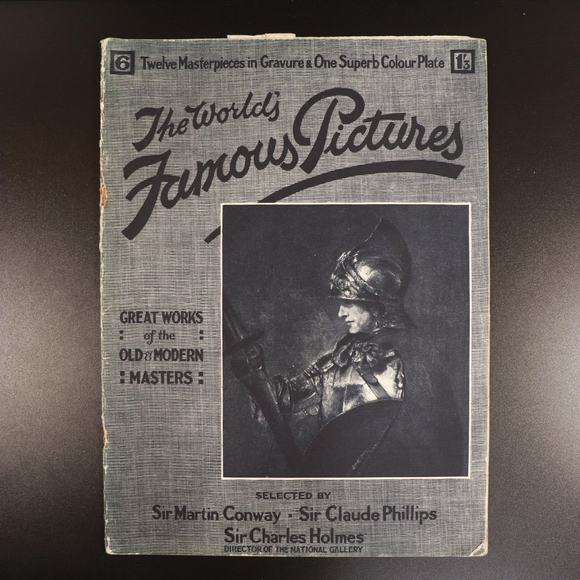 6 Twelve Masterpieces in Gravure & One Superb Colour Plate 1/3
The World's
Famous Pictures
GREAT WORKS
of the
OLD & MODERN
MASTERS
SELECTED BY
Sir Martin Conway · Sir Claude Phillips
Sir Charles Holmes
DIRECTOR OF THE NATIONAL GALLERY